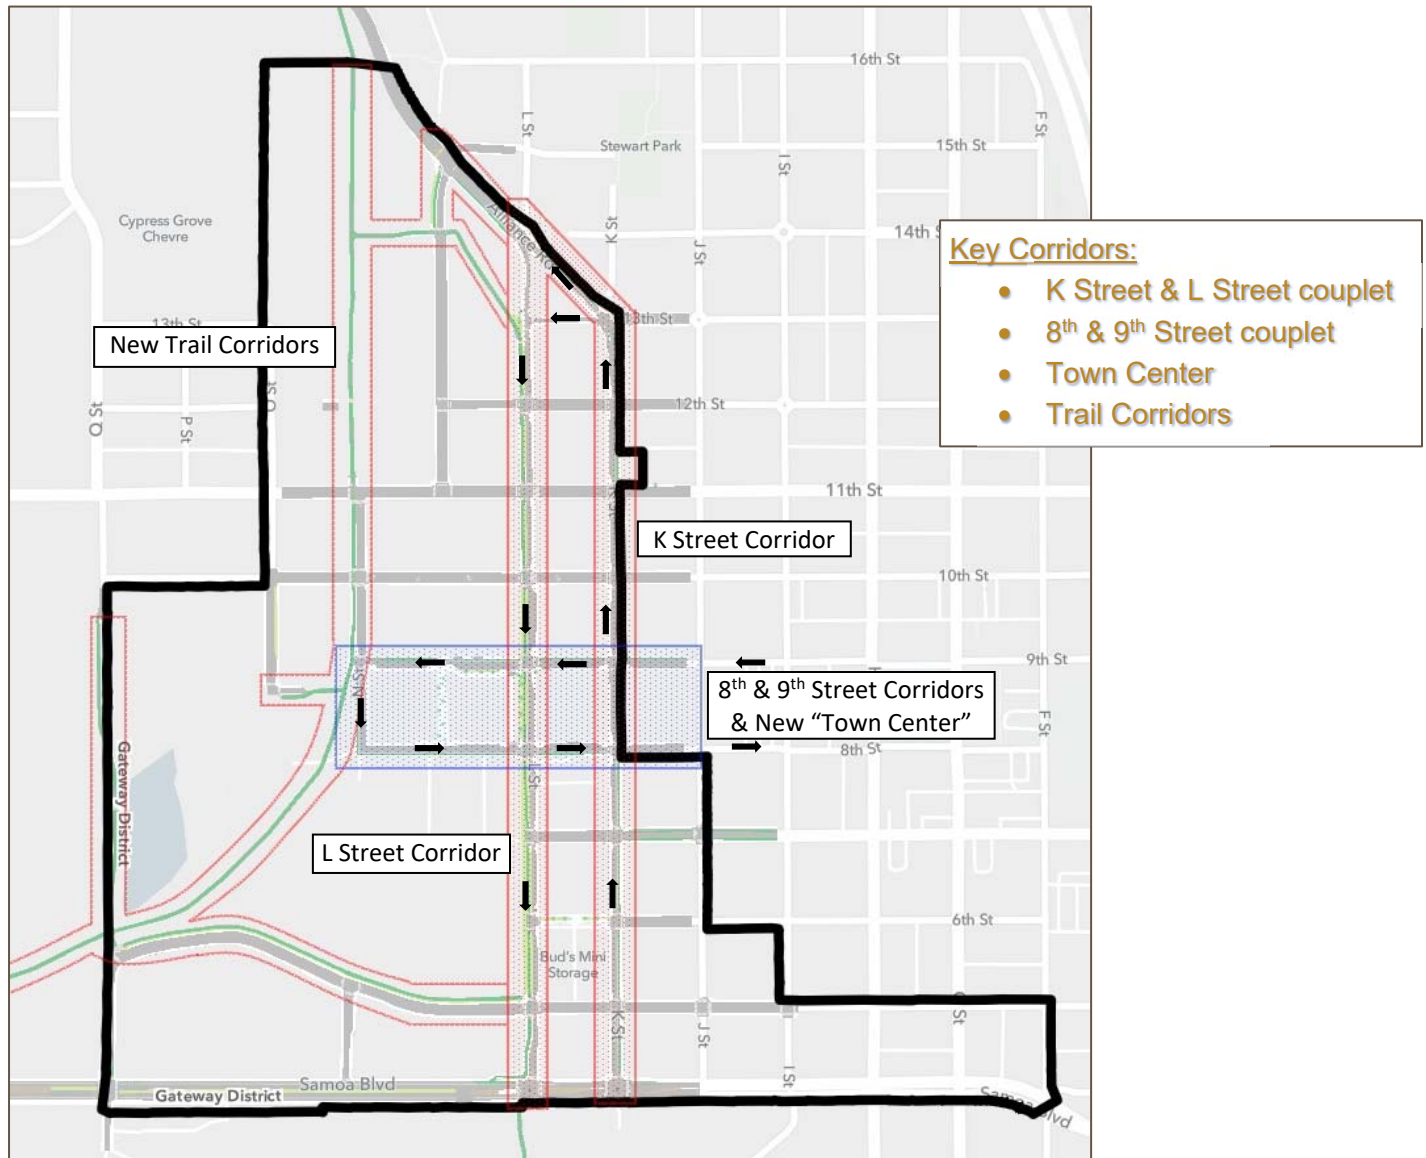 16th St
L St
F St
Stewart Park
15th St
I St
Cypress Grove
Chevre
K St
J St
14th S
Alliance Ro
Key Corridors:
• K Street & L Street couplet
• 8th & 9th Street couplet
• Town Center
• Trail Corridors
13th St
13th St
New Trail Corridors
O St
Q St
P St
12th St
11th St
K Street Corridor
10th St
9th St
N St
8th & 9th Street Corridors
& New “Town Center”
F St
8th St
L St
Gateway District
L Street Corridor
6th St
Bud's Mini
Storage
K St
J St
G St
I St
Samoa Blvd
Gateway District
Samoa Blvd